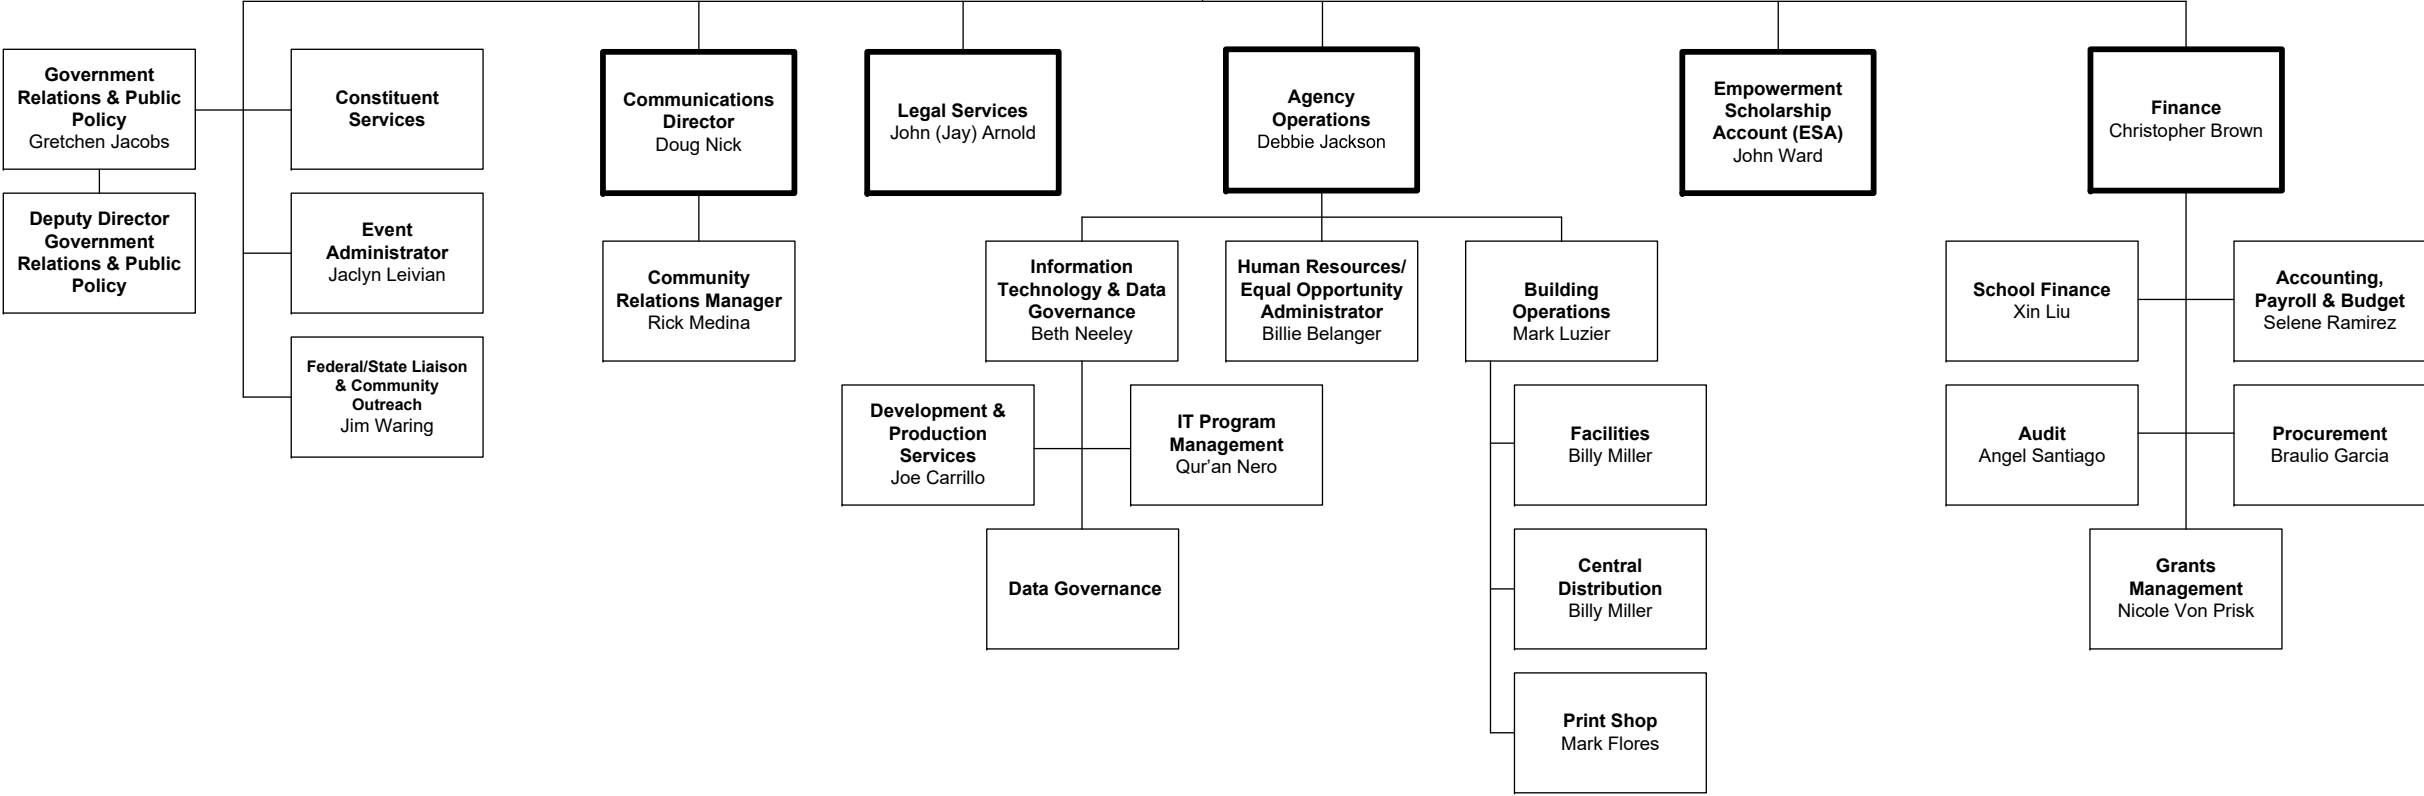 Government
Relations & Public
Policy
Gretchen Jacobs
Deputy Director
Government
Relations & Public
Policy
Constituent
Services
Event
Administrator
Jaclyn Leivian
Federal/State Liaison
& Community
Outreach
Jim Waring
Communications
Director
Doug Nick
Community
Relations Manager
Rick Medina
Legal Services
John (Jay) Arnold
Agency
Operations
Debbie Jackson
Information
Technology & Data
Governance
Beth Neeley
Development &
Production
Services
Joe Carrillo
IT Program
Management
Qur’an Nero
Data Governance
Human Resources/
Equal Opportunity
Administrator
Billie Belanger
Building
Operations
Mark Luzier
Facilities
Billy Miller
Central
Distribution
Billy Miller
Print Shop
Mark Flores
Empowerment
Scholarship
Account (ESA)
John Ward
Finance
Christopher Brown
School Finance
Xin Liu
Accounting,
Payroll & Budget
Selene Ramirez
Audit
Angel Santiago
Procurement
Braulio Garcia
Grants
Management
Nicole Von Prisk